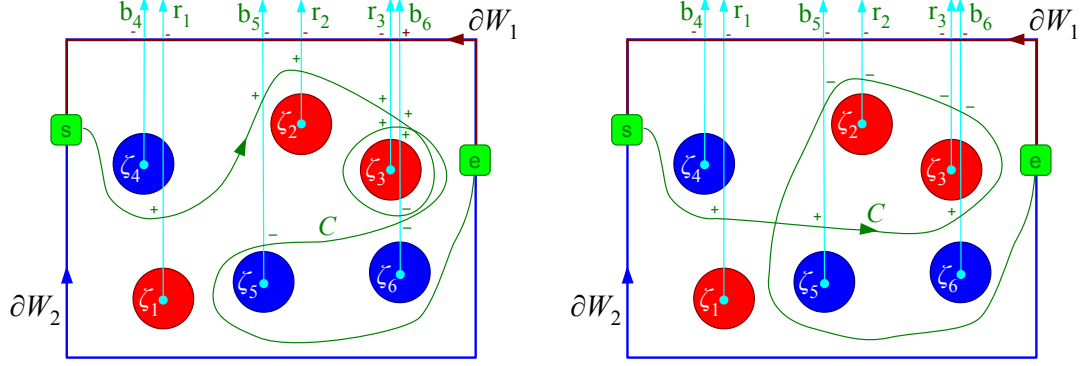 b₄ r₁ b₅ r₂ r₃ b₆ ∂W₁
- - - - - +
s + + + + + + + ζ₂ ζ₄ ζ₃ e
+ C - - -
ζ₁ ζ₅ ζ₆
∂W₂
b₄ r₁ b₅ r₂ r₃ b₆ ∂W₁
- - - - - -
s - - - - ζ₂ ζ₄ ζ₃ e
+ + C +
ζ₁ ζ₅ ζ₆
∂W₂